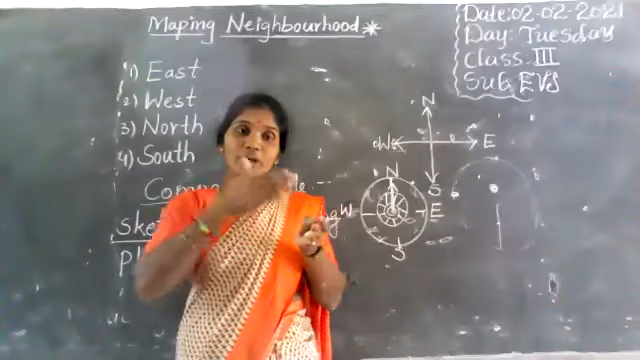 Maping Neighbourhood*
Date:02-02-2021
Day: Tuesday
Class: III
Sub: EVS
1) East
2) West
3) North
4) South
N
W E
S
N
W E
S